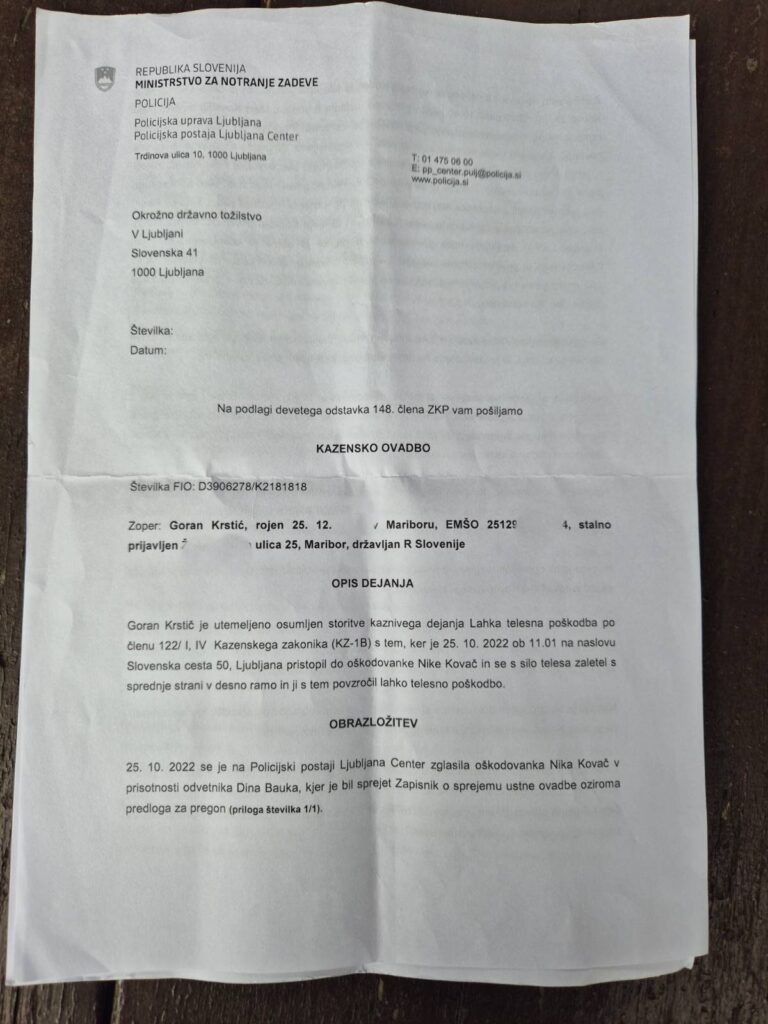 REPUBLIKA SLOVENIJA
MINISTRSTVO ZA NOTRANJE ZADEVE
POLICIJA
Policijska uprava Ljubljana
Policijska postaja Ljubljana Center
Trdinova ulica 10, 1000 Ljubljana
T: 01 475 06 00
E: pp_center.pulj@policija.si
www.policija.si
Okrožno državno tožilstvo
V Ljubljani
Slovenska 41
1000 Ljubljana
Številka:
Datum:
Na podlagi devetega odstavka 148. člena ZKP vam pošiljamo
KAZENSKO OVADBO
Številka FIO: D3906278/K2181818
Zoper: Goran Krstić, rojen 25. 12. v Mariboru, EMŠO 25129 4, stalno
prijavljen ulica 25, Maribor, državljan R Slovenije
OPIS DEJANJA
Goran Krstič je utemeljeno osumljen storitve kaznivega dejanja Lahka telesna poškodba po
členu 122/ I, IV Kazenskega zakonika (KZ-1B) s tem, ker je 25. 10. 2022 ob 11.01 na naslovu
Slovenska cesta 50, Ljubljana pristopil do oškodovanke Nike Kovač in se s silo telesa zaletel s
sprednje strani v desno ramo in ji s tem povzročil lahko telesno poškodbo.
OBRAZLOŽITEV
25. 10. 2022 se je na Policijski postaji Ljubljana Center zglasila oškodovanka Nika Kovač v
prisotnosti odvetnika Dina Bauka, kjer je bil sprejet Zapisnik o sprejemu ustne ovadbe oziroma
predloga za pregon (priloga številka 1/1).